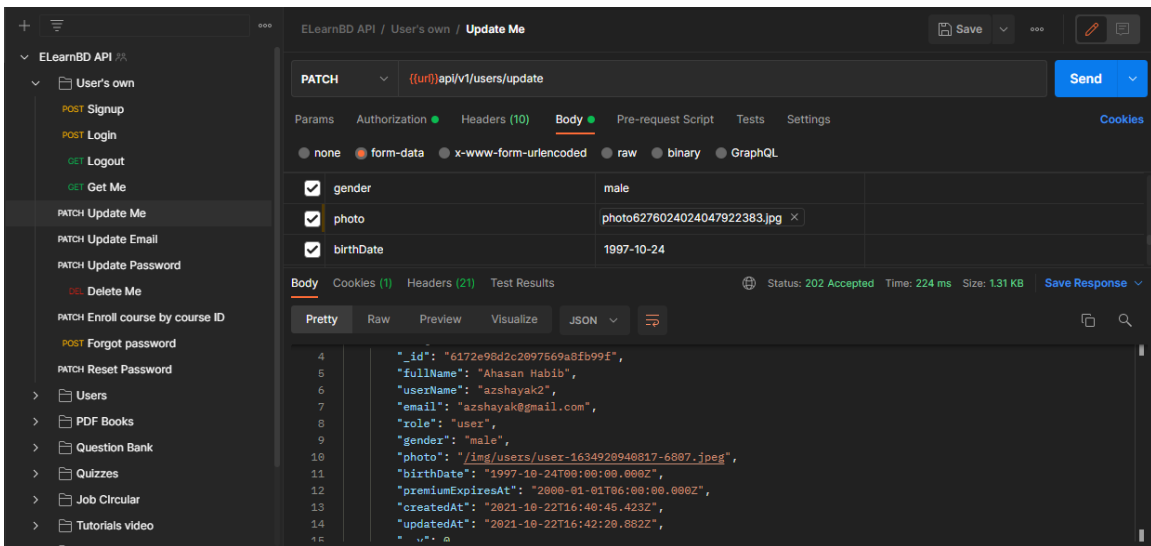 ELearnBD API
User's own
POST Signup
POST Login
GET Logout
GET Get Me
PATCH Update Me
PATCH Update Email
PATCH Update Password
DEL Delete Me
PATCH Enroll course by course ID
POST Forgot password
PATCH Reset Password
Users
PDF Books
Question Bank
Quizzes
Job CIrcular
Tutorials video
ELearnBD API / User's own / Update Me
Save
PATCH {{url}}api/v1/users/update Send
Params Authorization Headers (10) Body Pre-request Script Tests Settings Cookies
none form-data x-www-form-urlencoded raw binary GraphQL
gender male
photo photo6276024024047922383.jpg
birthDate 1997-10-24
Body Cookies (1) Headers (21) Test Results Status: 202 Accepted Time: 224 ms Size: 1.31 KB Save Response
Pretty Raw Preview Visualize JSON
4 "_id": "6172e98d2c2097569a8fb99f",
5 "fullName": "Ahasan Habib",
6 "userName": "azshayak2",
7 "email": "azshayak@gmail.com",
8 "role": "user",
9 "gender": "male",
10 "photo": "/img/users/user-1634920940817-6807.jpeg",
11 "birthDate": "1997-10-24T00:00:00.000Z",
12 "premiumExpiresAt": "2000-01-01T06:00:00.000Z",
13 "createdAt": "2021-10-22T16:40:45.423Z",
14 "updatedAt": "2021-10-22T16:42:20.882Z",
15 "__v": 0